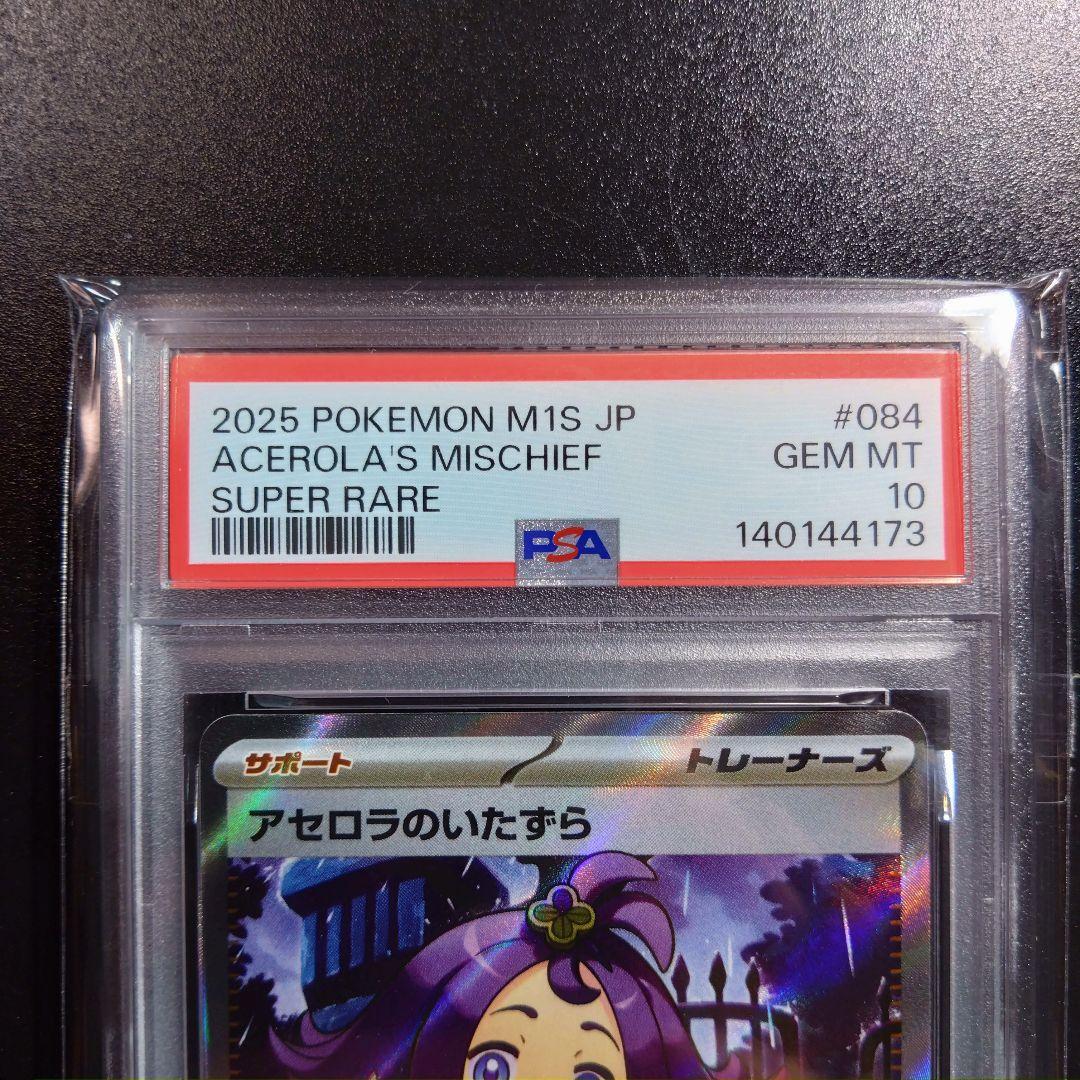 2025 POKEMON M1S JP #084
ACEROLA'S MISCHIEF GEM MT
SUPER RARE 10
PSA 140144173
サポート トレーナーズ
アセロラのいたずら